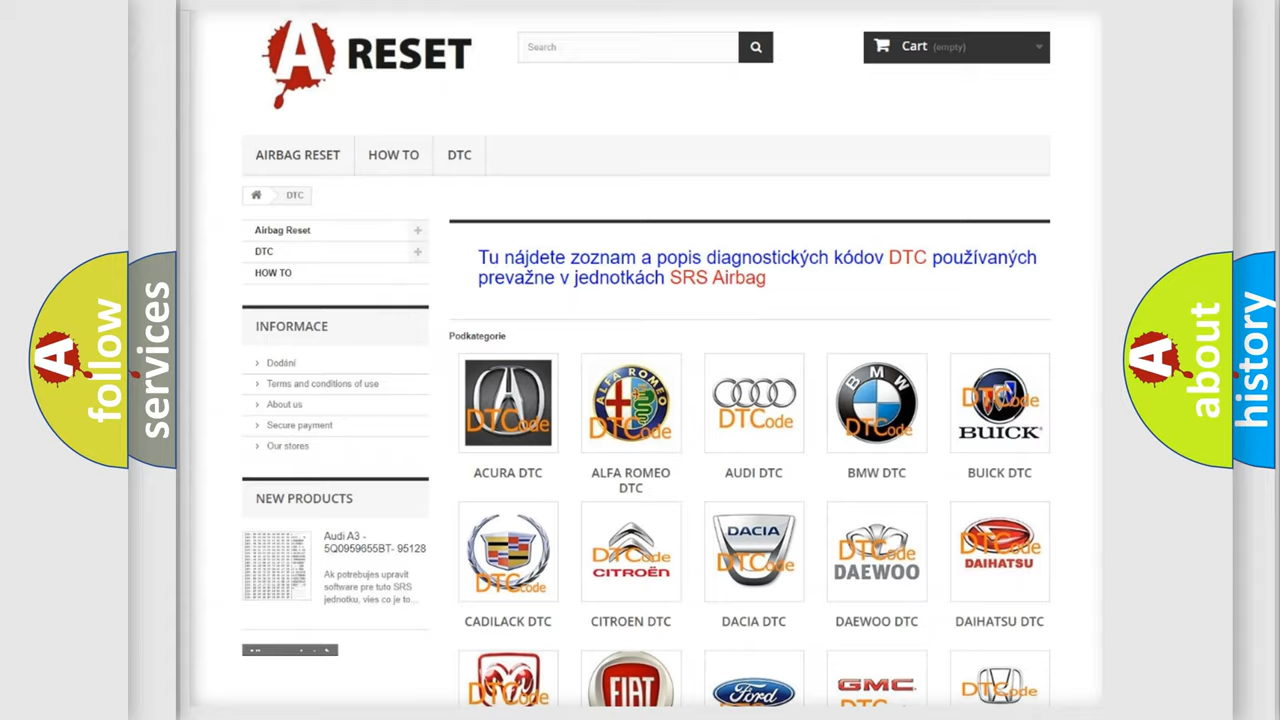 A RESET
Search
Cart (empty)
AIRBAG RESET
HOW TO
DTC
DTC
Airbag Reset
DTC
HOW TO
INFORMACE
Dodání
Terms and conditions of use
About us
Secure payment
Our stores
NEW PRODUCTS
Audi A3 -
5Q0959655BT- 95128
Ak potrebujes upravit
software pre tuto SRS
jednotku, vies co je to...
Tu nájdete zoznam a popis diagnostických kódov DTC používaných
prevažne v jednotkách SRS Airbag
Podkategorie
DTCode
ALFA ROMEO
DTCode
DTCode
BMW
DTCode
DTCode
BUICK
ACURA DTC
ALFA ROMEO
DTC
AUDI DTC
BMW DTC
BUICK DTC
DTCode
DTCode
CITROËN
DACIA
DTCode
DTCode
DAEWOO
DTCode
DAIHATSU
CADILACK DTC
CITROEN DTC
DACIA DTC
DAEWOO DTC
DAIHATSU DTC
DTCode
FIAT
Ford
GMC
DTCode
A follow
services
A about
history